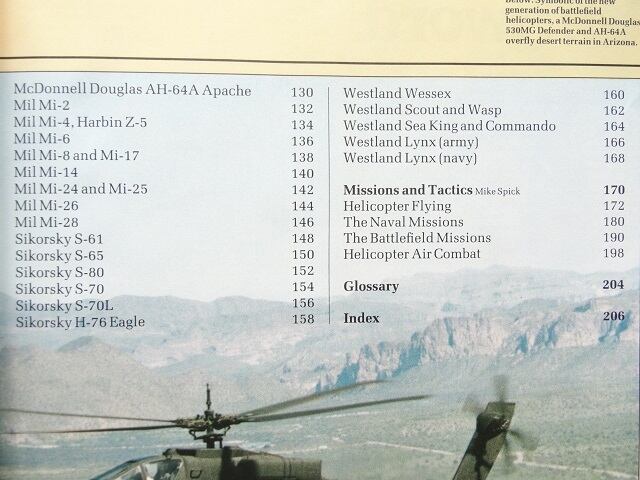 below: Symbolic of the new
generation of battlefield
helicopters, a McDonnell Douglas
530MG Defender and AH-64A
overfly desert terrain in Arizona.
McDonnell Douglas AH-64A Apache 130
Mil Mi-2 132
Mil Mi-4, Harbin Z-5 134
Mil Mi-6 136
Mil Mi-8 and Mi-17 138
Mil Mi-14 140
Mil Mi-24 and Mi-25 142
Mil Mi-26 144
Mil Mi-28 146
Sikorsky S-61 148
Sikorsky S-65 150
Sikorsky S-80 152
Sikorsky S-70 154
Sikorsky S-70L 156
Sikorsky H-76 Eagle 158
Westland Wessex 160
Westland Scout and Wasp 162
Westland Sea King and Commando 164
Westland Lynx (army) 166
Westland Lynx (navy) 168
Missions and Tactics Mike Spick 170
Helicopter Flying 172
The Naval Missions 180
The Battlefield Missions 190
Helicopter Air Combat 198
Glossary 204
Index 206